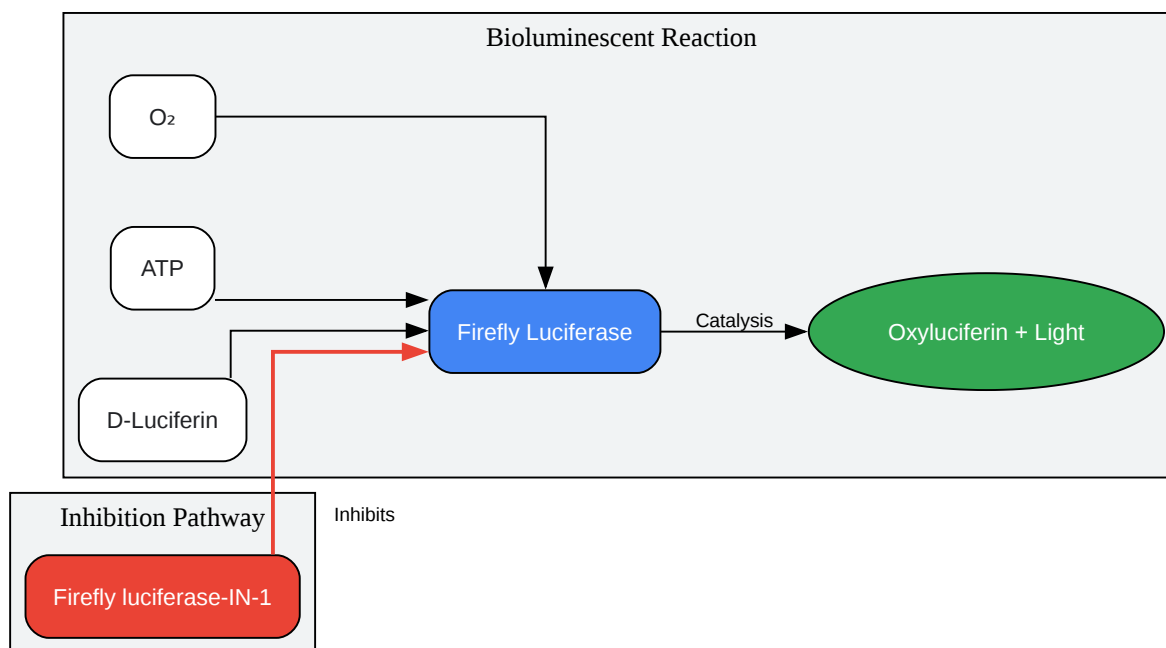 Bioluminescent Reaction
O₂
ATP
Firefly Luciferase
Catalysis
Oxyluciferin + Light
D-Luciferin
Inhibition Pathway
Inhibits
Firefly luciferase-IN-1